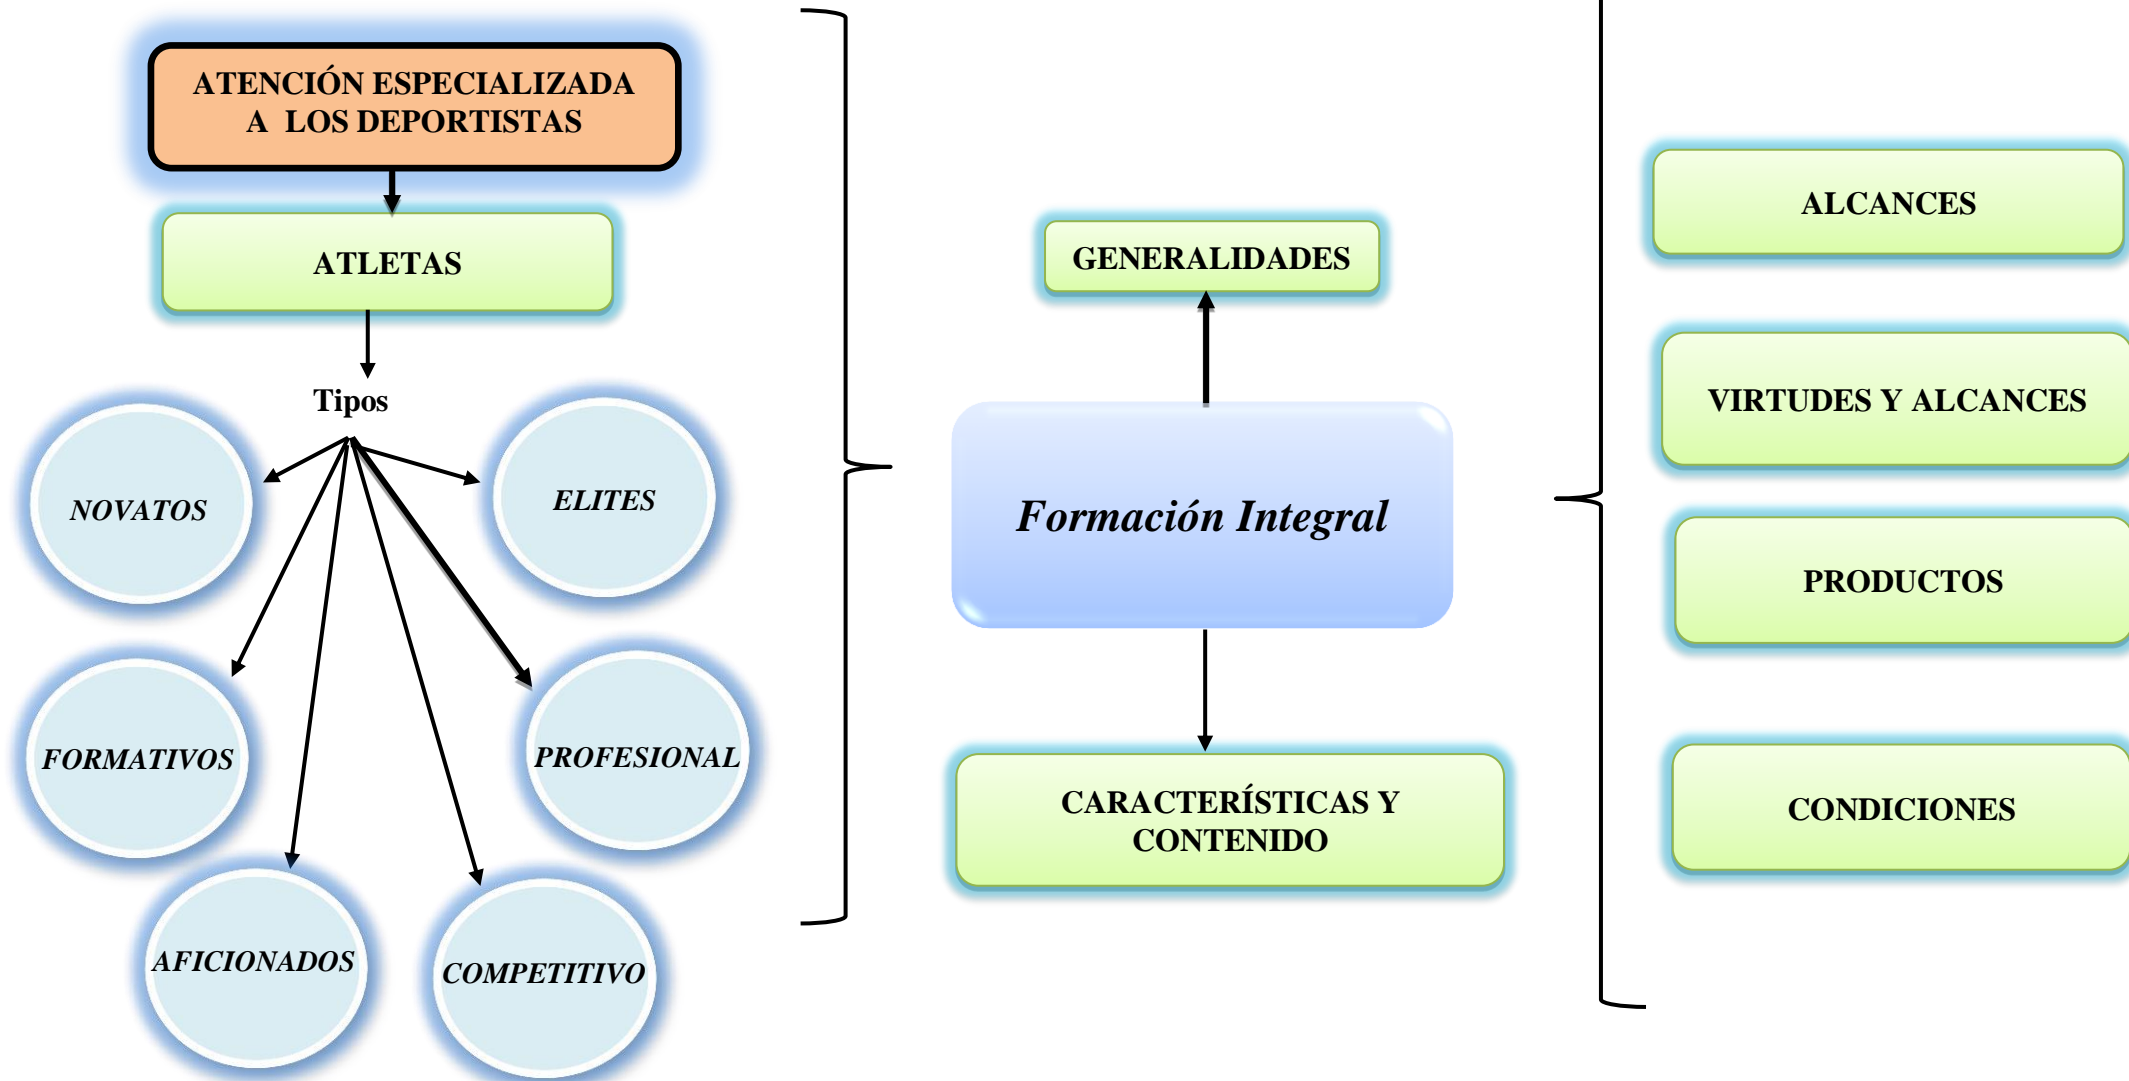 ATENCIÓN ESPECIALIZADA
A LOS DEPORTISTAS
ATLETAS
Tipos
NOVATOS
ELITES
FORMATIVOS
PROFESIONAL
AFICIONADOS
COMPETITIVO
GENERALIDADES
Formación Integral
CARACTERÍSTICAS Y
CONTENIDO
ALCANCES
VIRTUDES Y ALCANCES
PRODUCTOS
CONDICIONES